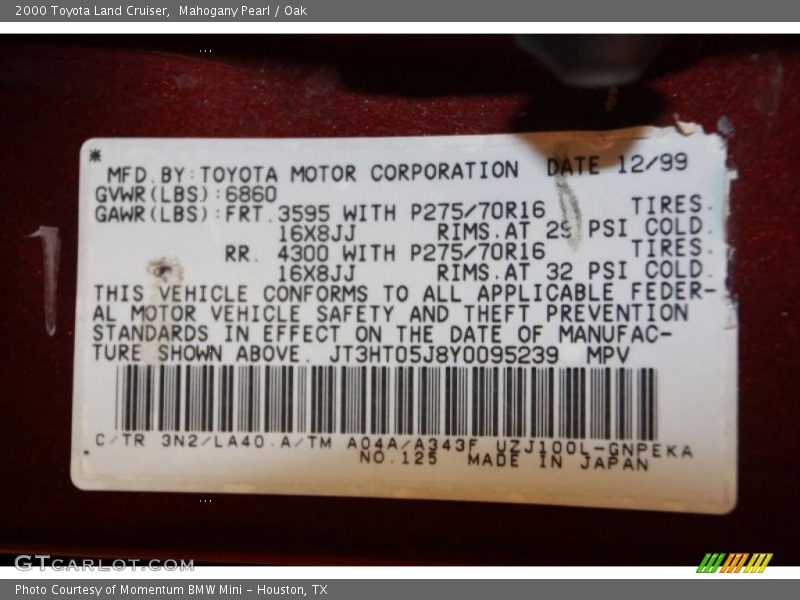 2000 Toyota Land Cruiser,  Mahogany Pearl / Oak
MFD.BY:TOYOTA MOTOR CORPORATION DATE 12/99
GVWR(LBS):6860
GAWR(LBS):FRT.3595 WITH P275/70R16 TIRES.
16X8JJ RIMS.AT 29 PSI COLD.
RR. 4300 WITH P275/70R16 TIRES.
16X8JJ RIMS.AT 32 PSI COLD.
THIS VEHICLE CONFORMS TO ALL APPLICABLE FEDER-
AL MOTOR VEHICLE SAFETY AND THEFT PREVENTION
STANDARDS IN EFFECT ON THE DATE OF MANUFAC-
TURE SHOWN ABOVE. JT3HT05J8Y0095239 MPV
C/TR 3N2/LA40.A/TM A04A/A343F UZJ100L-GNPEKA
NO.125 MADE IN JAPAN
GTCARLOT.COM
Photo Courtesy of Momentum BMW Mini - Houston, TX